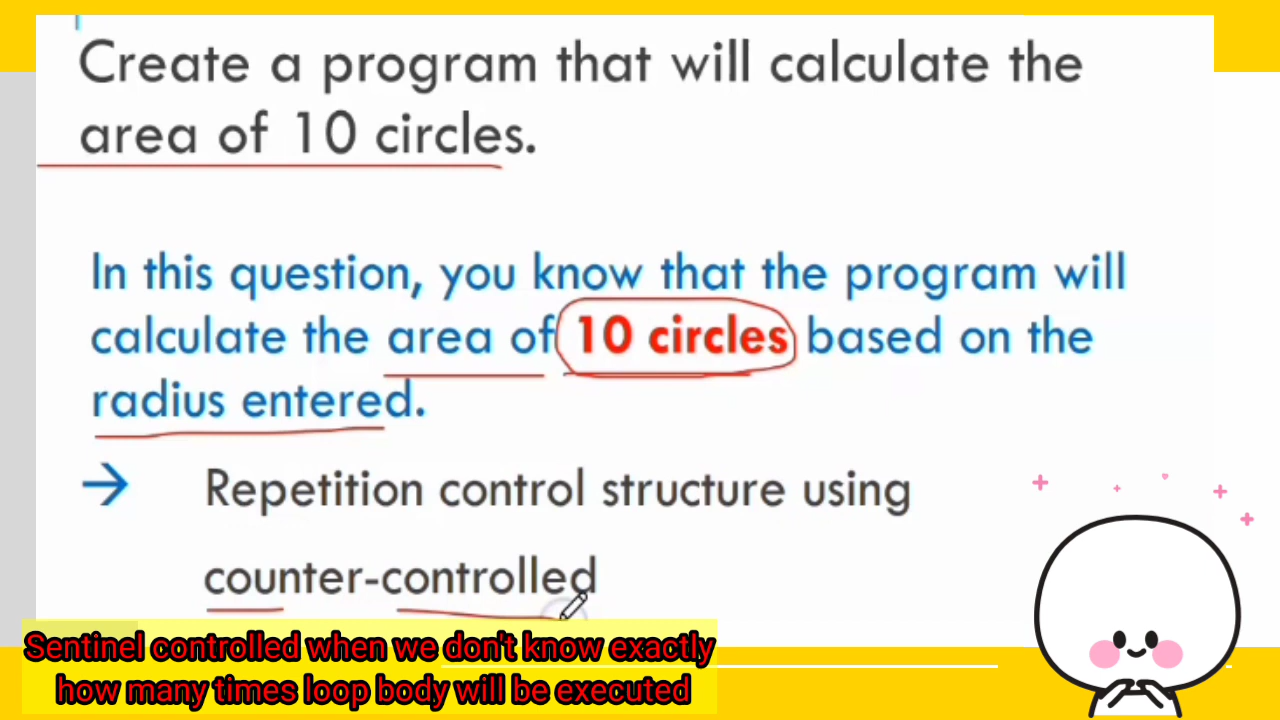 Create a program that will calculate the
area of 10 circles.
In this question, you know that the program will
calculate the area of 10 circles based on the
radius entered.
→ Repetition control structure using
counter-controlled
Sentinel controlled when we don't know exactly
how many times loop body will be executed